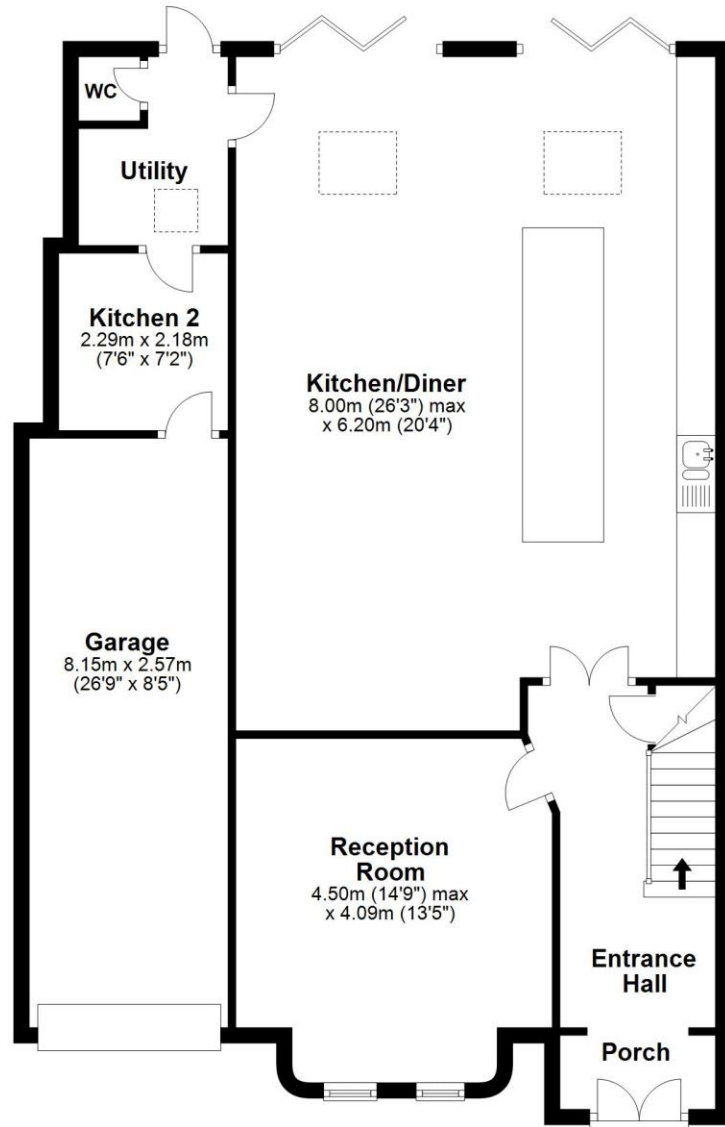 WC
Utility
Kitchen 2
2.29m x 2.18m
(7'6" x 7'2")
Kitchen/Diner
8.00m (26'3") max
x 6.20m (20'4")
Garage
8.15m x 2.57m
(26'9" x 8'5")
Reception
Room
4.50m (14'9") max
x 4.09m (13'5")
Entrance
Hall
Porch